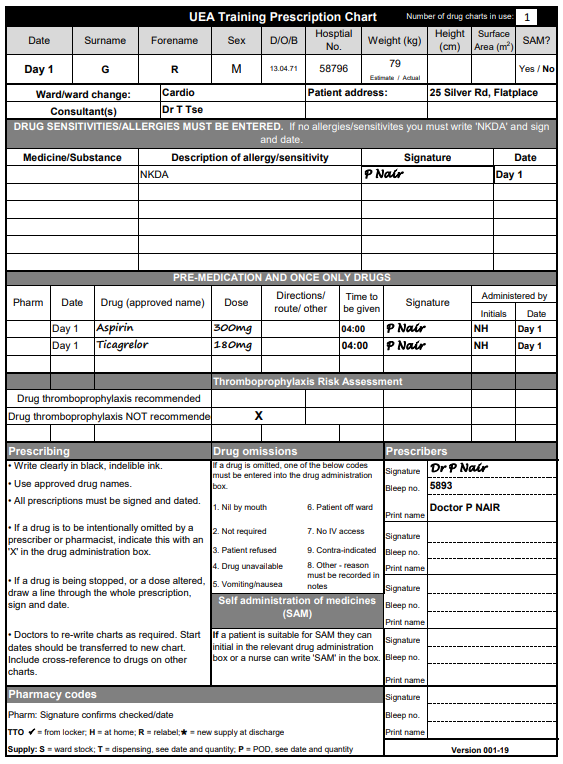 UEA Training Prescription Chart Number of drug charts in use: 1
Date Surname Forename Sex D/O/B Hosptial No. Weight (kg) Height (cm) Surface Area (m²) SAM?
Day 1 G R M 13.04.71 58796 79 Estimate / Actual Yes / No
Ward/ward change: Cardio Patient address: 25 Silver Rd, Flatplace
Consultant(s) Dr T Tse
DRUG SENSITIVITIES/ALLERGIES MUST BE ENTERED. If no allergies/sensitivites you must write 'NKDA' and sign
and date.
Medicine/Substance Description of allergy/sensitivity Signature Date
NKDA P Nair Day 1
PRE-MEDICATION AND ONCE ONLY DRUGS
Pharm Date Drug (approved name) Dose Directions/ route/ other Time to be given Signature Administered by
Initials Date
Day 1 Aspirin 300mg 04:00 P Nair NH Day 1
Day 1 Ticagrelor 180mg 04:00 P Nair NH Day 1
Thromboprophylaxis Risk Assessment
Drug thromboprophylaxis recommended
Drug thromboprophylaxis NOT recommende X
Prescribing
• Write clearly in black, indelible ink.
• Use approved drug names.
• All prescriptions must be signed and dated.
• If a drug is to be intentionally omitted by a
prescriber or pharmacist, indicate this with an
'X' in the drug administration box.
• If a drug is being stopped, or a dose altered,
draw a line through the whole prescription,
sign and date.
• Doctors to re-write charts as required. Start
dates should be transferred to new chart.
Include cross-reference to drugs on other
charts.
Drug omissions
If a drug is omitted, one of the below codes
must be entered into the drug administration
box.
1. Nil by mouth 6. Patient off ward
2. Not required 7. No IV access
3. Patient refused 9. Contra-indicated
4. Drug unavailable 8. Other - reason
must be recorded in
5. Vomiting/nausea notes
Self administration of medicines
(SAM)
If a patient is suitable for SAM they can
initial in the relevant drug administration
box or a nurse can write 'SAM' in the box.
Prescribers
Signature Dr P Nair
Bleep no. 5893
Print name Doctor P NAIR
Signature
Bleep no.
Print name
Signature
Bleep no.
Print name
Signature
Bleep no.
Print name
Signature
Bleep no.
Print name
Pharmacy codes
Pharm: Signature confirms checked/date
TTO ✔ = from locker; H = at home; R = relabel;★ = new supply at discharge
Supply: S = ward stock; T = dispensing, see date and quantity; P = POD, see date and quantity
Version 001-19